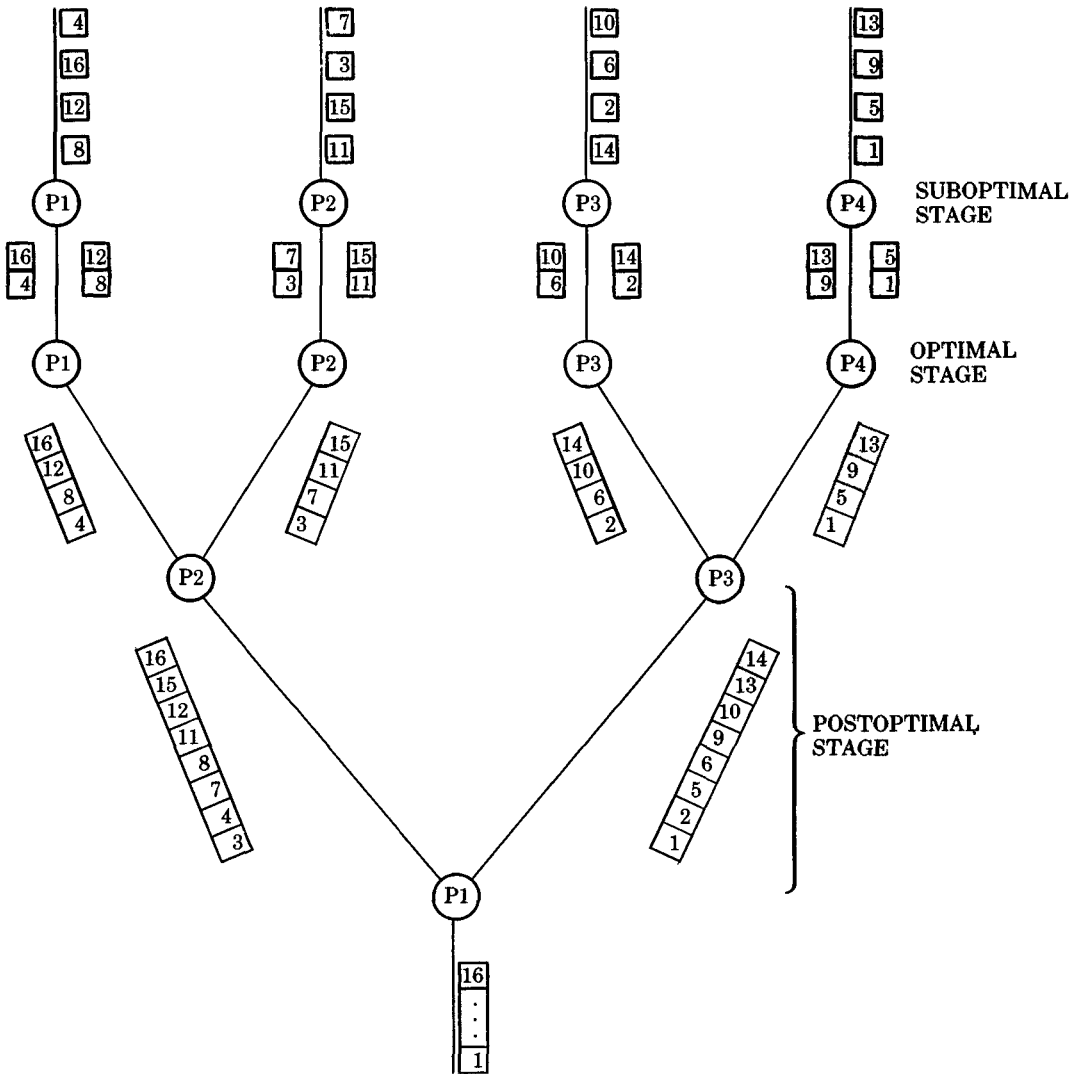 4 7 10 13
16 3 6 9
12 15 2 5
8 11 14 1
P1 P2 P3 P4
SUBOPTIMAL
STAGE
16 12 7 15 10 14 13 5
4 8 3 11 6 2 9 1
P1 P2 P3 P4
OPTIMAL
STAGE
16 15 14 13
12 11 10 9
8 7 6 5
4 3 2 1
P2 P3
16 14
15 13
12 10
11 9
8 6
7 5
4 2
3 1
POSTOPTIMAL
STAGE
P1
16
.
.
.
1